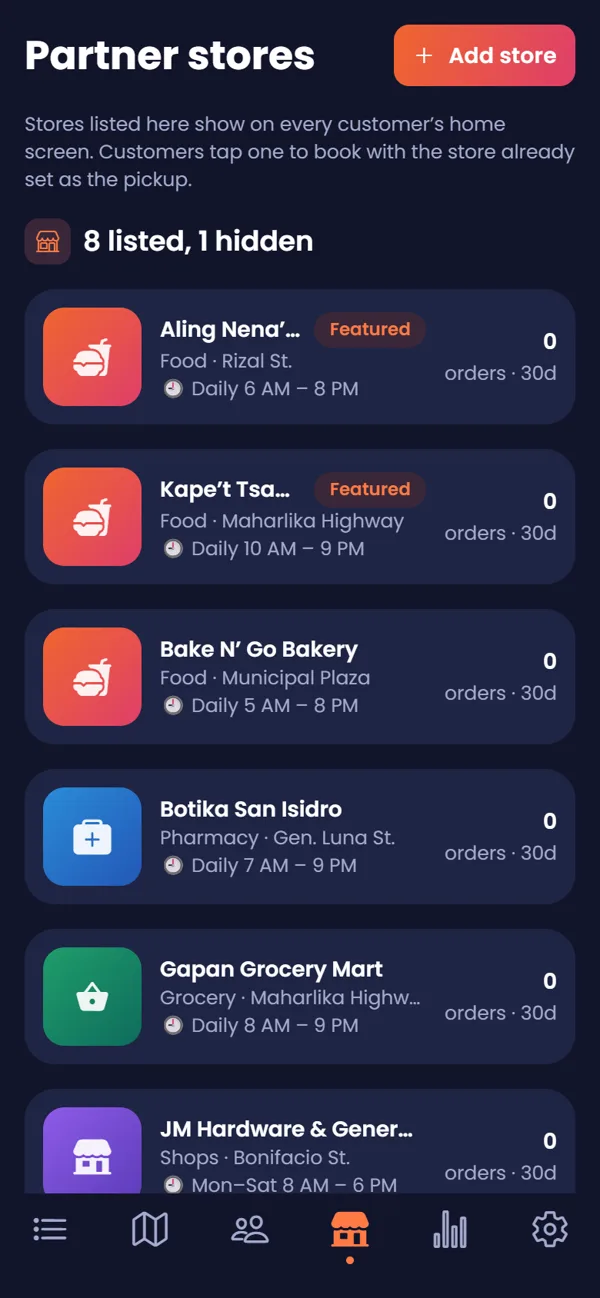 Partner stores
+ Add store
Stores listed here show on every customer’s home
screen. Customers tap one to book with the store already
set as the pickup.
8 listed, 1 hidden
Aling Nena’... Featured
Food · Rizal St.
🕘 Daily 6 AM – 8 PM
0
orders · 30d
Kape’t Tsa... Featured
Food · Maharlika Highway
🕘 Daily 10 AM – 9 PM
0
orders · 30d
Bake N’ Go Bakery
Food · Municipal Plaza
🕘 Daily 5 AM – 8 PM
0
orders · 30d
Botika San Isidro
Pharmacy · Gen. Luna St.
🕘 Daily 7 AM – 9 PM
0
orders · 30d
Gapan Grocery Mart
Grocery · Maharlika Highw...
🕘 Daily 8 AM – 9 PM
0
orders · 30d
JM Hardware & Gener...
Shops · Bonifacio St.
🕘 Mon–Sat 8 AM – 6 PM
0
orders · 30d